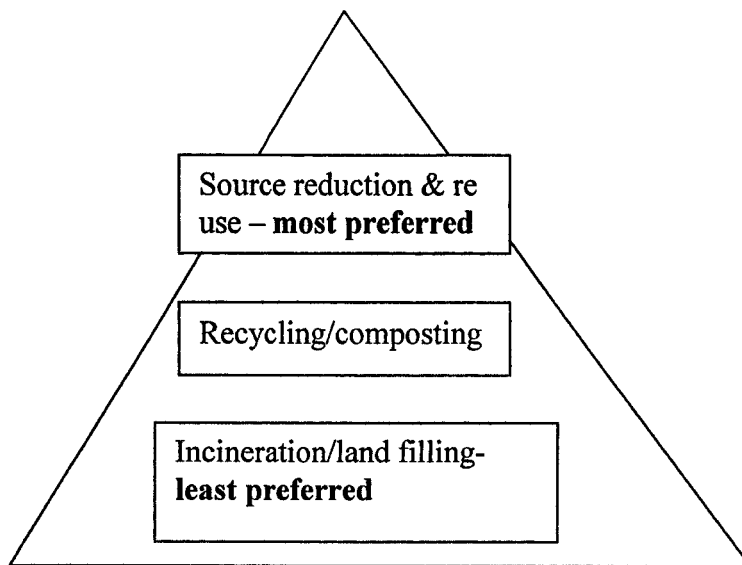 Source reduction & re
use – most preferred
Recycling/composting
Incineration/land filling-
least preferred